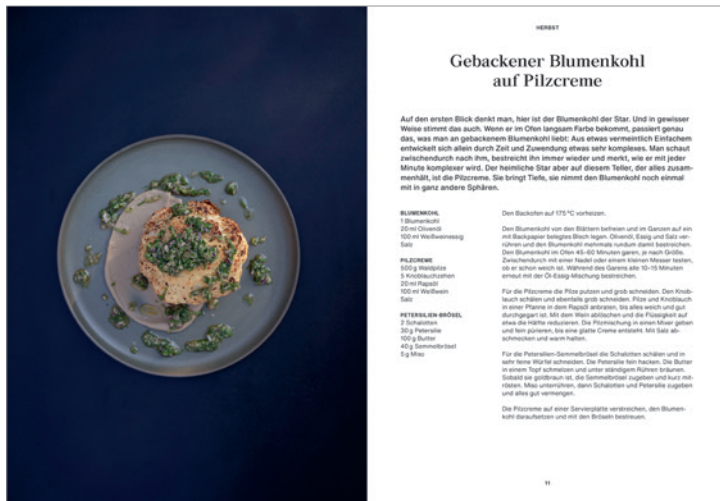 HERBST
Gebackener Blumenkohl
auf Pilzcreme
Auf den ersten Blick denkt man, hier ist der Blumenkohl der Star. Und in gewisser
Weise stimmt das auch. Wenn er im Ofen langsam Farbe bekommt, passiert genau
das, was man an gebackenem Blumenkohl liebt: Aus etwas vermeintlich Einfachem
entwickelt sich allein durch Zeit und Zuwendung etwas sehr komplexes. Man schaut
zwischendurch nach ihm, bestreicht ihn immer wieder und merkt, wie er mit jeder
Minute komplexer wird. Der heimliche Star aber auf diesem Teller, der alles zusam-
menhält, ist die Pilzcreme. Sie bringt Tiefe, sie nimmt den Blumenkohl noch einmal
mit in ganz andere Sphären.
BLUMENKOHL
1 Blumenkohl
20 ml Olivenöl
100 ml Weißweinessig
Salz
PILZCREME
500 g Waldpilze
5 Knoblauchzehen
20 ml Rapsöl
100 ml Weißwein
Salz
PETERSILIEN-BRÖSEL
2 Schalotten
30 g Petersilie
100 g Butter
40 g Semmelbrösel
5 g Miso
Den Backofen auf 175 °C vorheizen.
Den Blumenkohl von den Blättern befreien und im Ganzen auf ein
mit Backpapier belegtes Blech legen. Olivenöl, Essig und Salz ver-
rühren und den Blumenkohl mehrmals rundum damit bestreichen.
Den Blumenkohl im Ofen 45–60 Minuten garen, je nach Größe.
Zwischendurch mit einer Nadel oder einem kleinen Messer testen,
ob er schon weich ist. Während des Garens alle 10–15 Minuten
erneut mit der Öl-Essig-Mischung bestreichen.
Für die Pilzcreme die Pilze putzen und grob schneiden. Den Knob-
lauch schälen und ebenfalls grob schneiden. Pilze und Knoblauch
in einer Pfanne in dem Rapsöl anbraten, bis alles weich und gut
durchgegart ist. Mit dem Wein ablöschen und die Flüssigkeit auf
etwa die Hälfte reduzieren. Die Pilzmischung in einen Mixer geben
und fein pürieren, bis eine glatte Creme entsteht. Mit Salz ab-
schmecken und warm halten.
Für die Petersilien-Semmelbrösel die Schalotten schälen und in
sehr feine Würfel schneiden. Die Petersilie fein hacken. Die Butter
in einem Topf schmelzen und unter ständigem Rühren bräunen.
Sobald sie goldbraun ist, die Semmelbrösel zugeben und kurz mit-
rösten. Miso unterrühren, dann Schalotten und Petersilie zugeben
und alles gut vermengen.
Die Pilzcreme auf einer Servierplatte verstreichen, den Blumen-
kohl daraufsetzen und mit den Bröseln bestreuen.
11